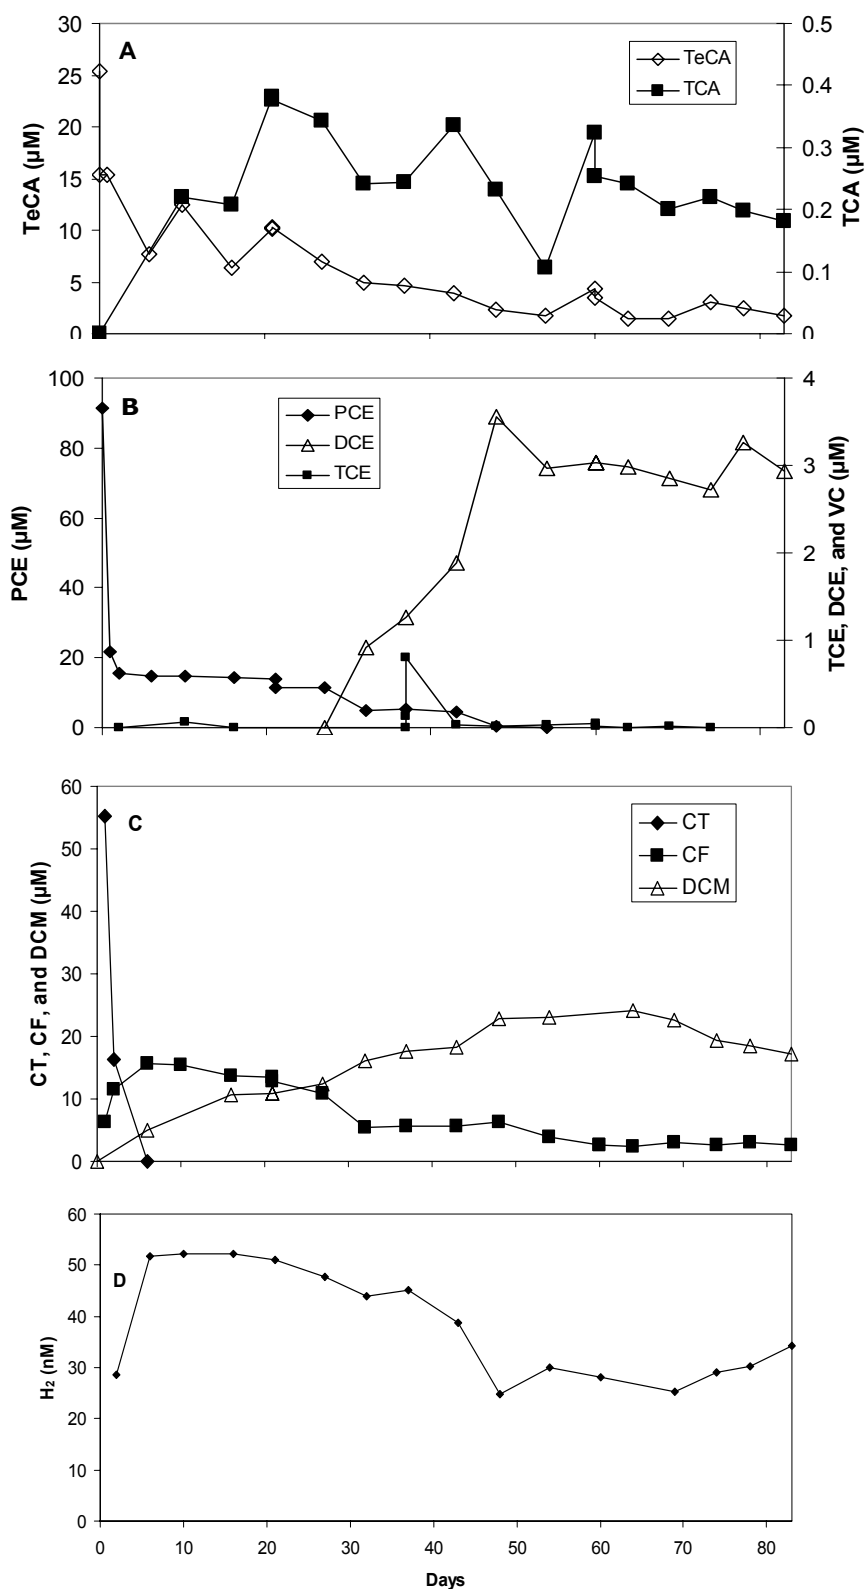 A
TeCA (µM)
30
25
20
15
10
5
0
TeCA
TCA
0.5
0.4
0.3
0.2
0.1
0
TCA (µM)
B
PCE (µM)
100
80
60
40
20
0
PCE
DCE
TCE
4
3
2
1
0
TCE, DCE, and VC (µM)
C
CT, CF, and DCM (µM)
60
50
40
30
20
10
0
CT
CF
DCM
D
H₂ (nM)
60
50
40
30
20
10
0
0 10 20 30 40 50 60 70 80
Days